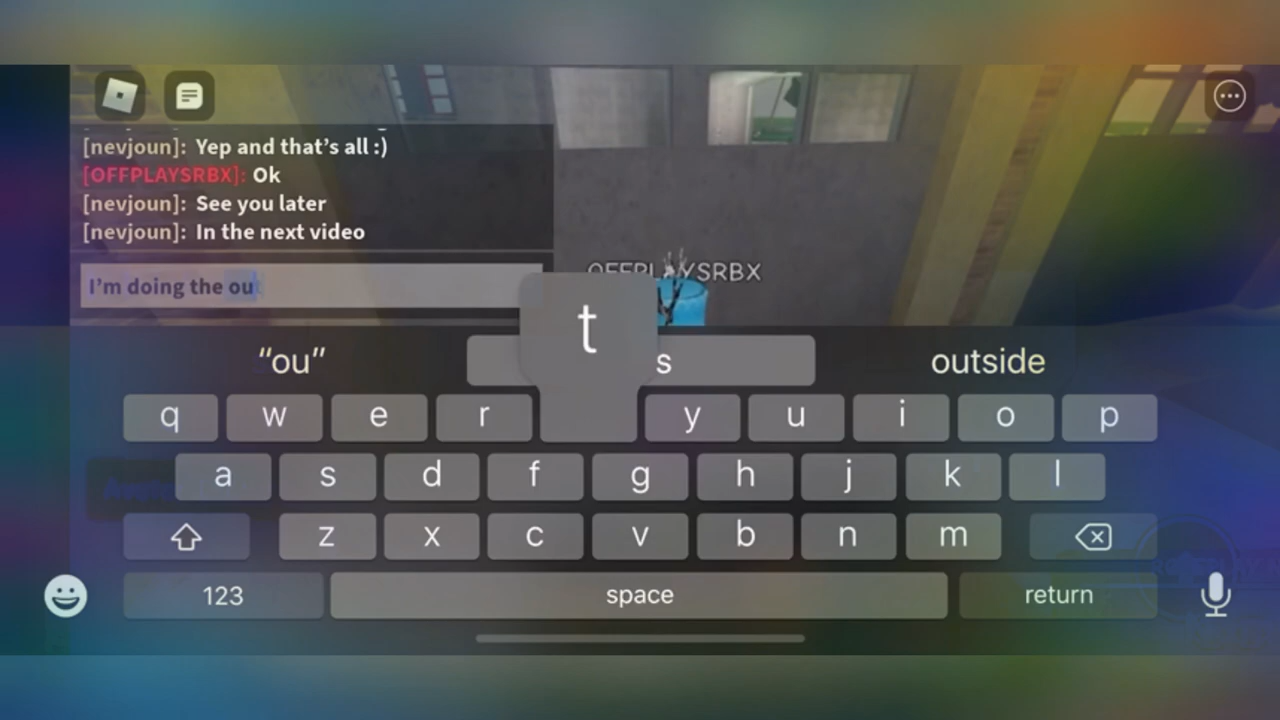 [nevjoun]: Yep and that's all :)
[OFFPLAYSRBX]: Ok
[nevjoun]: See you later
[nevjoun]: In the next video
I'm doing the out
OFFPLAYSRBX
t
"ou" s outside
q w e r y u i o p
a s d f g h j k l
z x c v b n m
123 space return